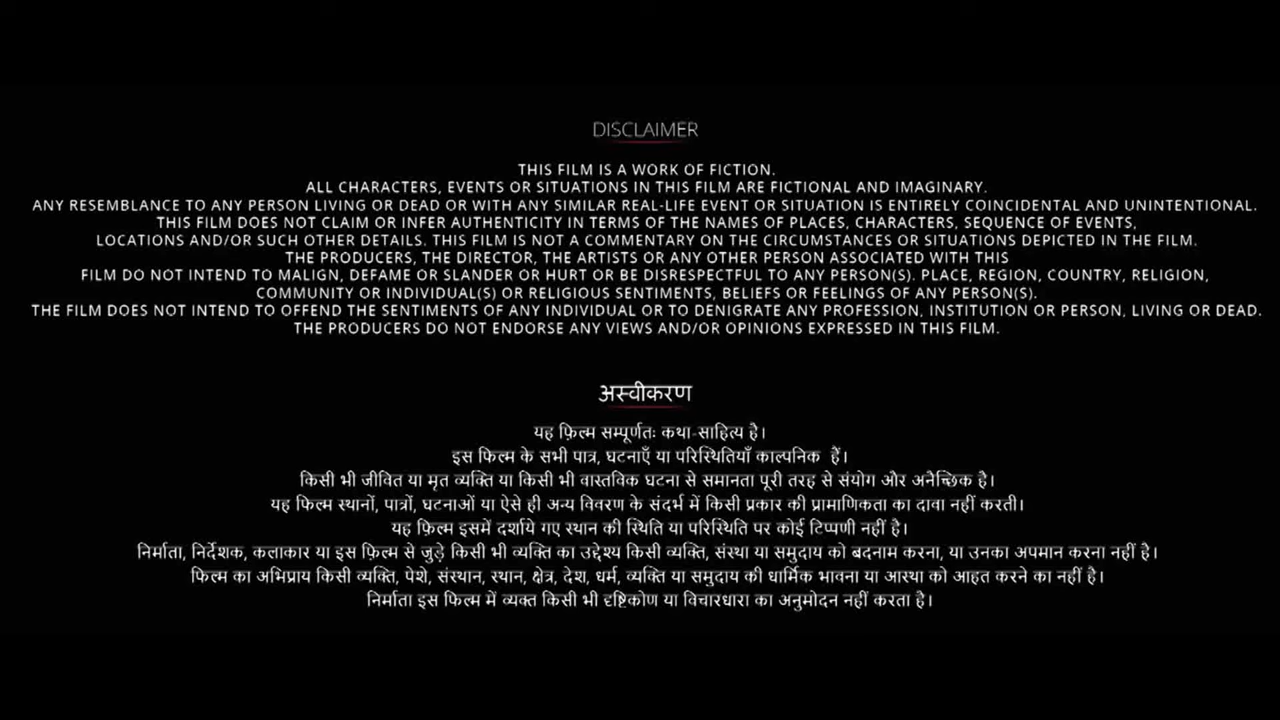 DISCLAIMER
THIS FILM IS A WORK OF FICTION.
ALL CHARACTERS, EVENTS OR SITUATIONS IN THIS FILM ARE FICTIONAL AND IMAGINARY.
ANY RESEMBLANCE TO ANY PERSON LIVING OR DEAD OR WITH ANY SIMILAR REAL-LIFE EVENT OR SITUATION IS ENTIRELY COINCIDENTAL AND UNINTENTIONAL.
THIS FILM DOES NOT CLAIM OR INFER AUTHENTICITY IN TERMS OF THE NAMES OF PLACES, CHARACTERS, SEQUENCE OF EVENTS,
LOCATIONS AND/OR SUCH OTHER DETAILS. THIS FILM IS NOT A COMMENTARY ON THE CIRCUMSTANCES OR SITUATIONS DEPICTED IN THE FILM.
THE PRODUCERS, THE DIRECTOR, THE ARTISTS OR ANY OTHER PERSON ASSOCIATED WITH THIS
FILM DO NOT INTEND TO MALIGN, DEFAME OR SLANDER OR HURT OR BE DISRESPECTFUL TO ANY PERSON(S). PLACE, REGION, COUNTRY, RELIGION,
COMMUNITY OR INDIVIDUAL(S) OR RELIGIOUS SENTIMENTS, BELIEFS OR FEELINGS OF ANY PERSON(S).
THE FILM DOES NOT INTEND TO OFFEND THE SENTIMENTS OF ANY INDIVIDUAL OR TO DENIGRATE ANY PROFESSION, INSTITUTION OR PERSON, LIVING OR DEAD.
THE PRODUCERS DO NOT ENDORSE ANY VIEWS AND/OR OPINIONS EXPRESSED IN THIS FILM.
अस्वीकरण
यह फ़िल्म सम्पूर्णतः कथा-साहित्य है।
इस फिल्म के सभी पात्र, घटनाएँ या परिस्थितियाँ काल्पनिक हैं।
किसी भी जीवित या मृत व्यक्ति या किसी भी वास्तविक घटना से समानता पूरी तरह से संयोग और अनैच्छिक है।
यह फिल्म स्थानों, पात्रों, घटनाओं या ऐसे ही अन्य विवरण के संदर्भ में किसी प्रकार की प्रामाणिकता का दावा नहीं करती।
यह फ़िल्म इसमें दर्शाये गए स्थान की स्थिति या परिस्थिति पर कोई टिप्पणी नहीं है।
निर्माता, निर्देशक, कलाकार या इस फ़िल्म से जुड़े किसी भी व्यक्ति का उद्देश्य किसी व्यक्ति, संस्था या समुदाय को बदनाम करना, या उनका अपमान करना नहीं है।
फिल्म का अभिप्राय किसी व्यक्ति, पेशे, संस्थान, स्थान, क्षेत्र, देश, धर्म, व्यक्ति या समुदाय की धार्मिक भावना या आस्था को आहत करने का नहीं है।
निर्माता इस फिल्म में व्यक्त किसी भी दृष्टिकोण या विचारधारा का अनुमोदन नहीं करता है।